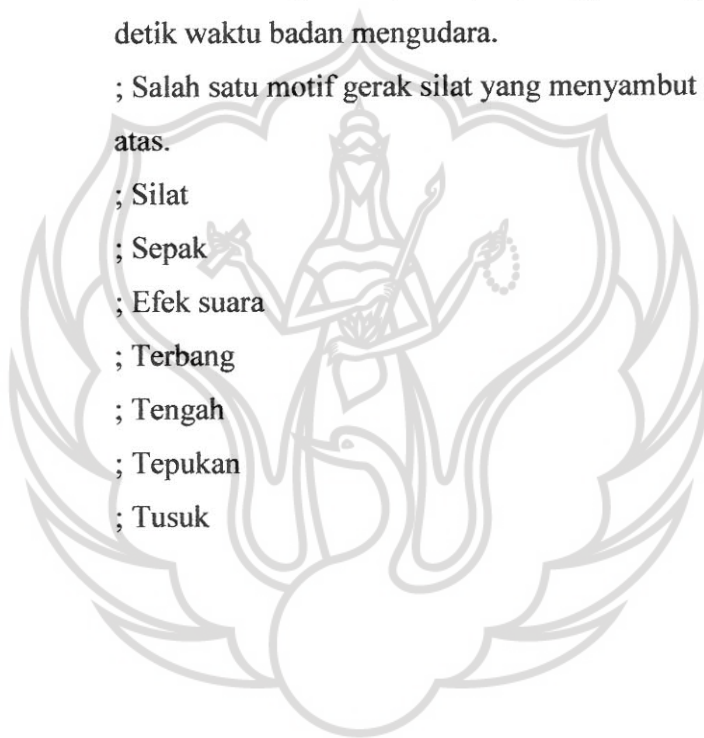 detik waktu badan mengudara.
; Salah satu motif gerak silat yang menyambut
atas.
; Silat
; Sepak
; Efek suara
; Terbang
; Tengah
; Tepukan
; Tusuk